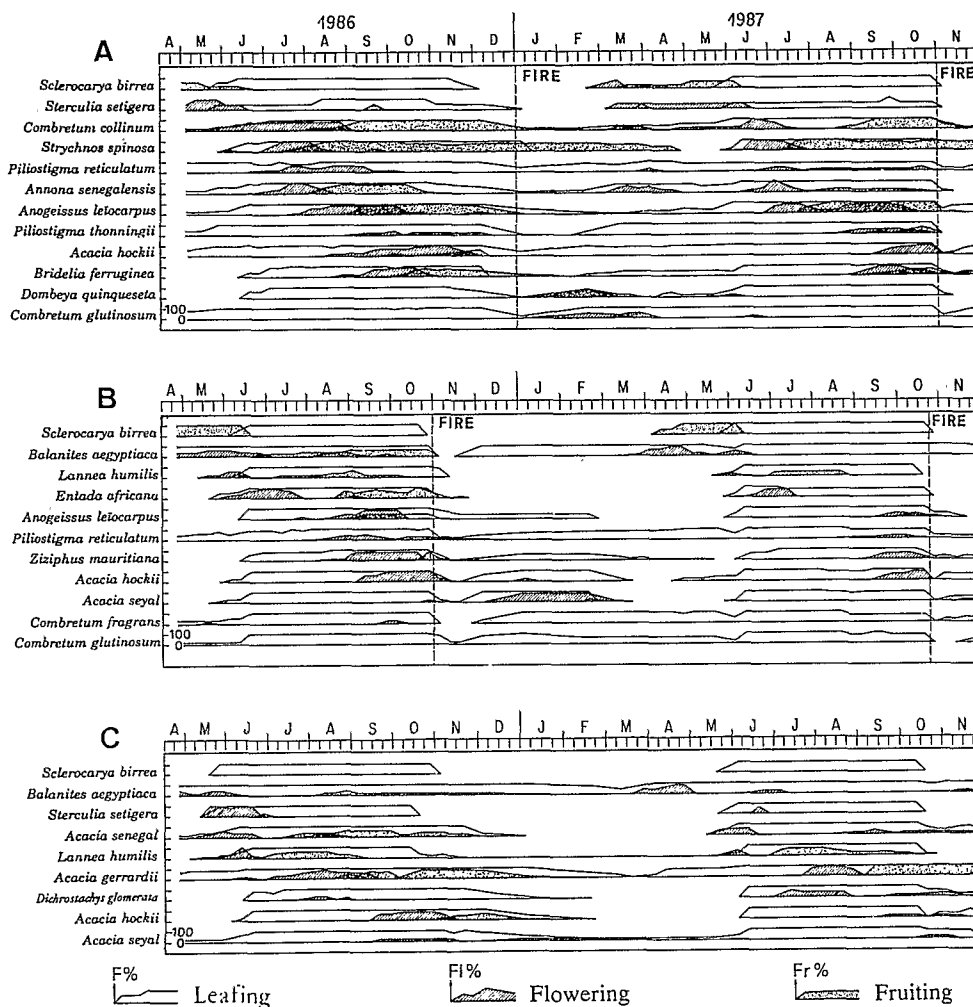 1986 1987
A
A M J J A S O N D J F M A M J J A S O N
FIRE FIRE
Sclerocarya birrea
Sterculia setigera
Combretum collinum
Strychnos spinosa
Piliostigma reticulatum
Annona senegalensis
Anogeissus leiocarpus
Piliostigma thonningii
Acacia hockii
Bridelia ferruginea
Dombeya quinqueseta
Combretum glutinosum
100
0
B
A M J J A S O N D J F M A M J J A S O N
FIRE FIRE
Sclerocarya birrea
Balanites aegyptiaca
Lannea humilis
Entada africana
Anogeissus leiocarpus
Piliostigma reticulatum
Ziziphus mauritiana
Acacia hockii
Acacia seyal
Combretum fragrans
Combretum glutinosum
100
0
C
A M J J A S O N D J F M A M J J A S O N
Sclerocarya birrea
Balanites aegyptiaca
Sterculia setigera
Acacia senegal
Lannea humilis
Acacia gerrardii
Dichrostachys glomerata
Acacia hockii
Acacia seyal
100
0
F% Fl% Fr%
Leafing Flowering Fruiting